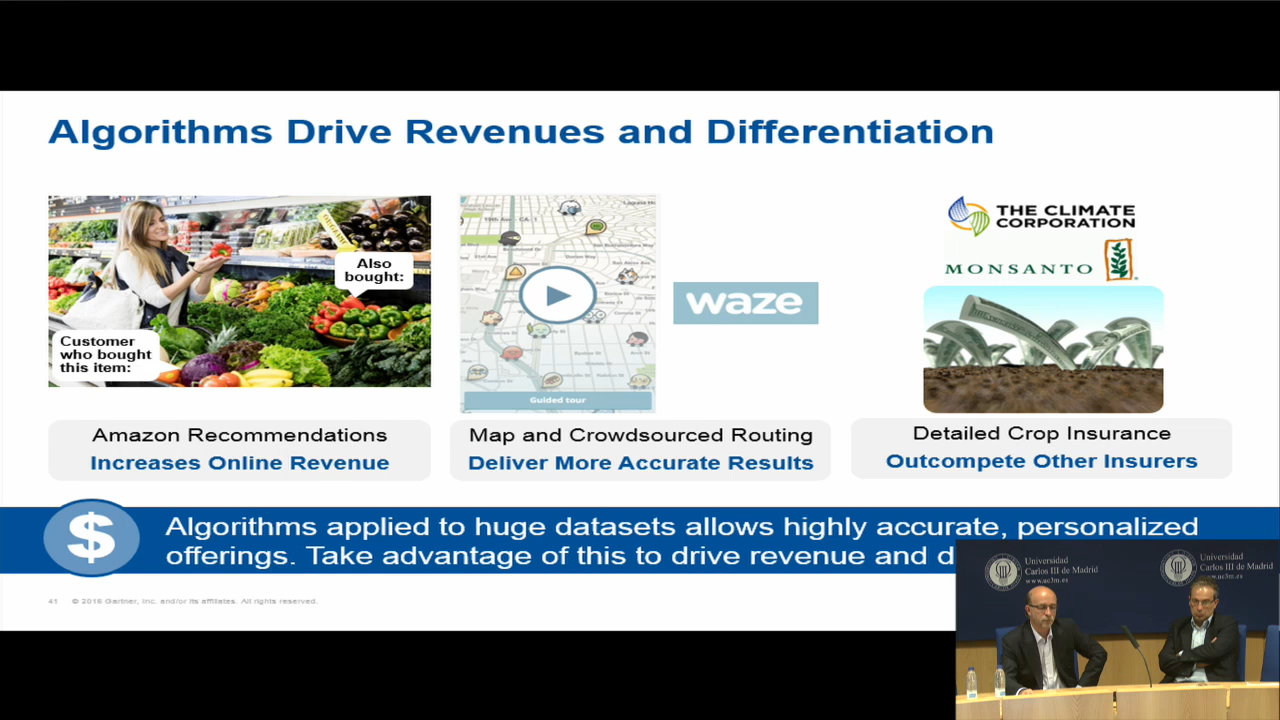 Algorithms Drive Revenues and Differentiation
ORGANIC
Also
bought:
Customer
who bought
this item:
Guided tour
waze
THE CLIMATE
CORPORATION
MONSANTO
Amazon Recommendations
Increases Online Revenue
Map and Crowdsourced Routing
Deliver More Accurate Results
Detailed Crop Insurance
Outcompete Other Insurers
$
Algorithms applied to huge datasets allows highly accurate, personalized
offerings. Take advantage of this to drive revenue and d
41 © 2016 Gartner, Inc. and/or its affiliates. All rights reserved.
Universidad
Carlos III de Madrid
www.uc3m.es
Universidad
Carlos III de Madrid
www.uc3m.es